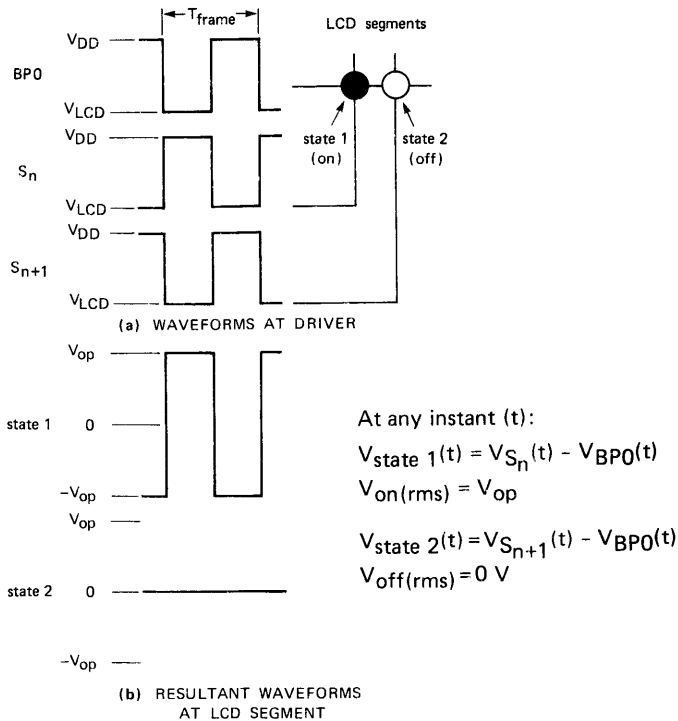 T_frame
V_DD
BP0
V_LCD
LCD segments
state 1
(on)
state 2
(off)
V_DD
S_n
V_LCD
V_DD
S_n+1
V_LCD
(a) WAVEFORMS AT DRIVER
V_op
state 1 0
-V_op
V_op
state 2 0
-V_op
(b) RESULTANT WAVEFORMS
AT LCD SEGMENT
At any instant (t):
V_state 1(t) = V_S_n(t) - V_BP0(t)
V_on(rms) = V_op
V_state 2(t) = V_S_n+1(t) - V_BP0(t)
V_off(rms) = 0 V